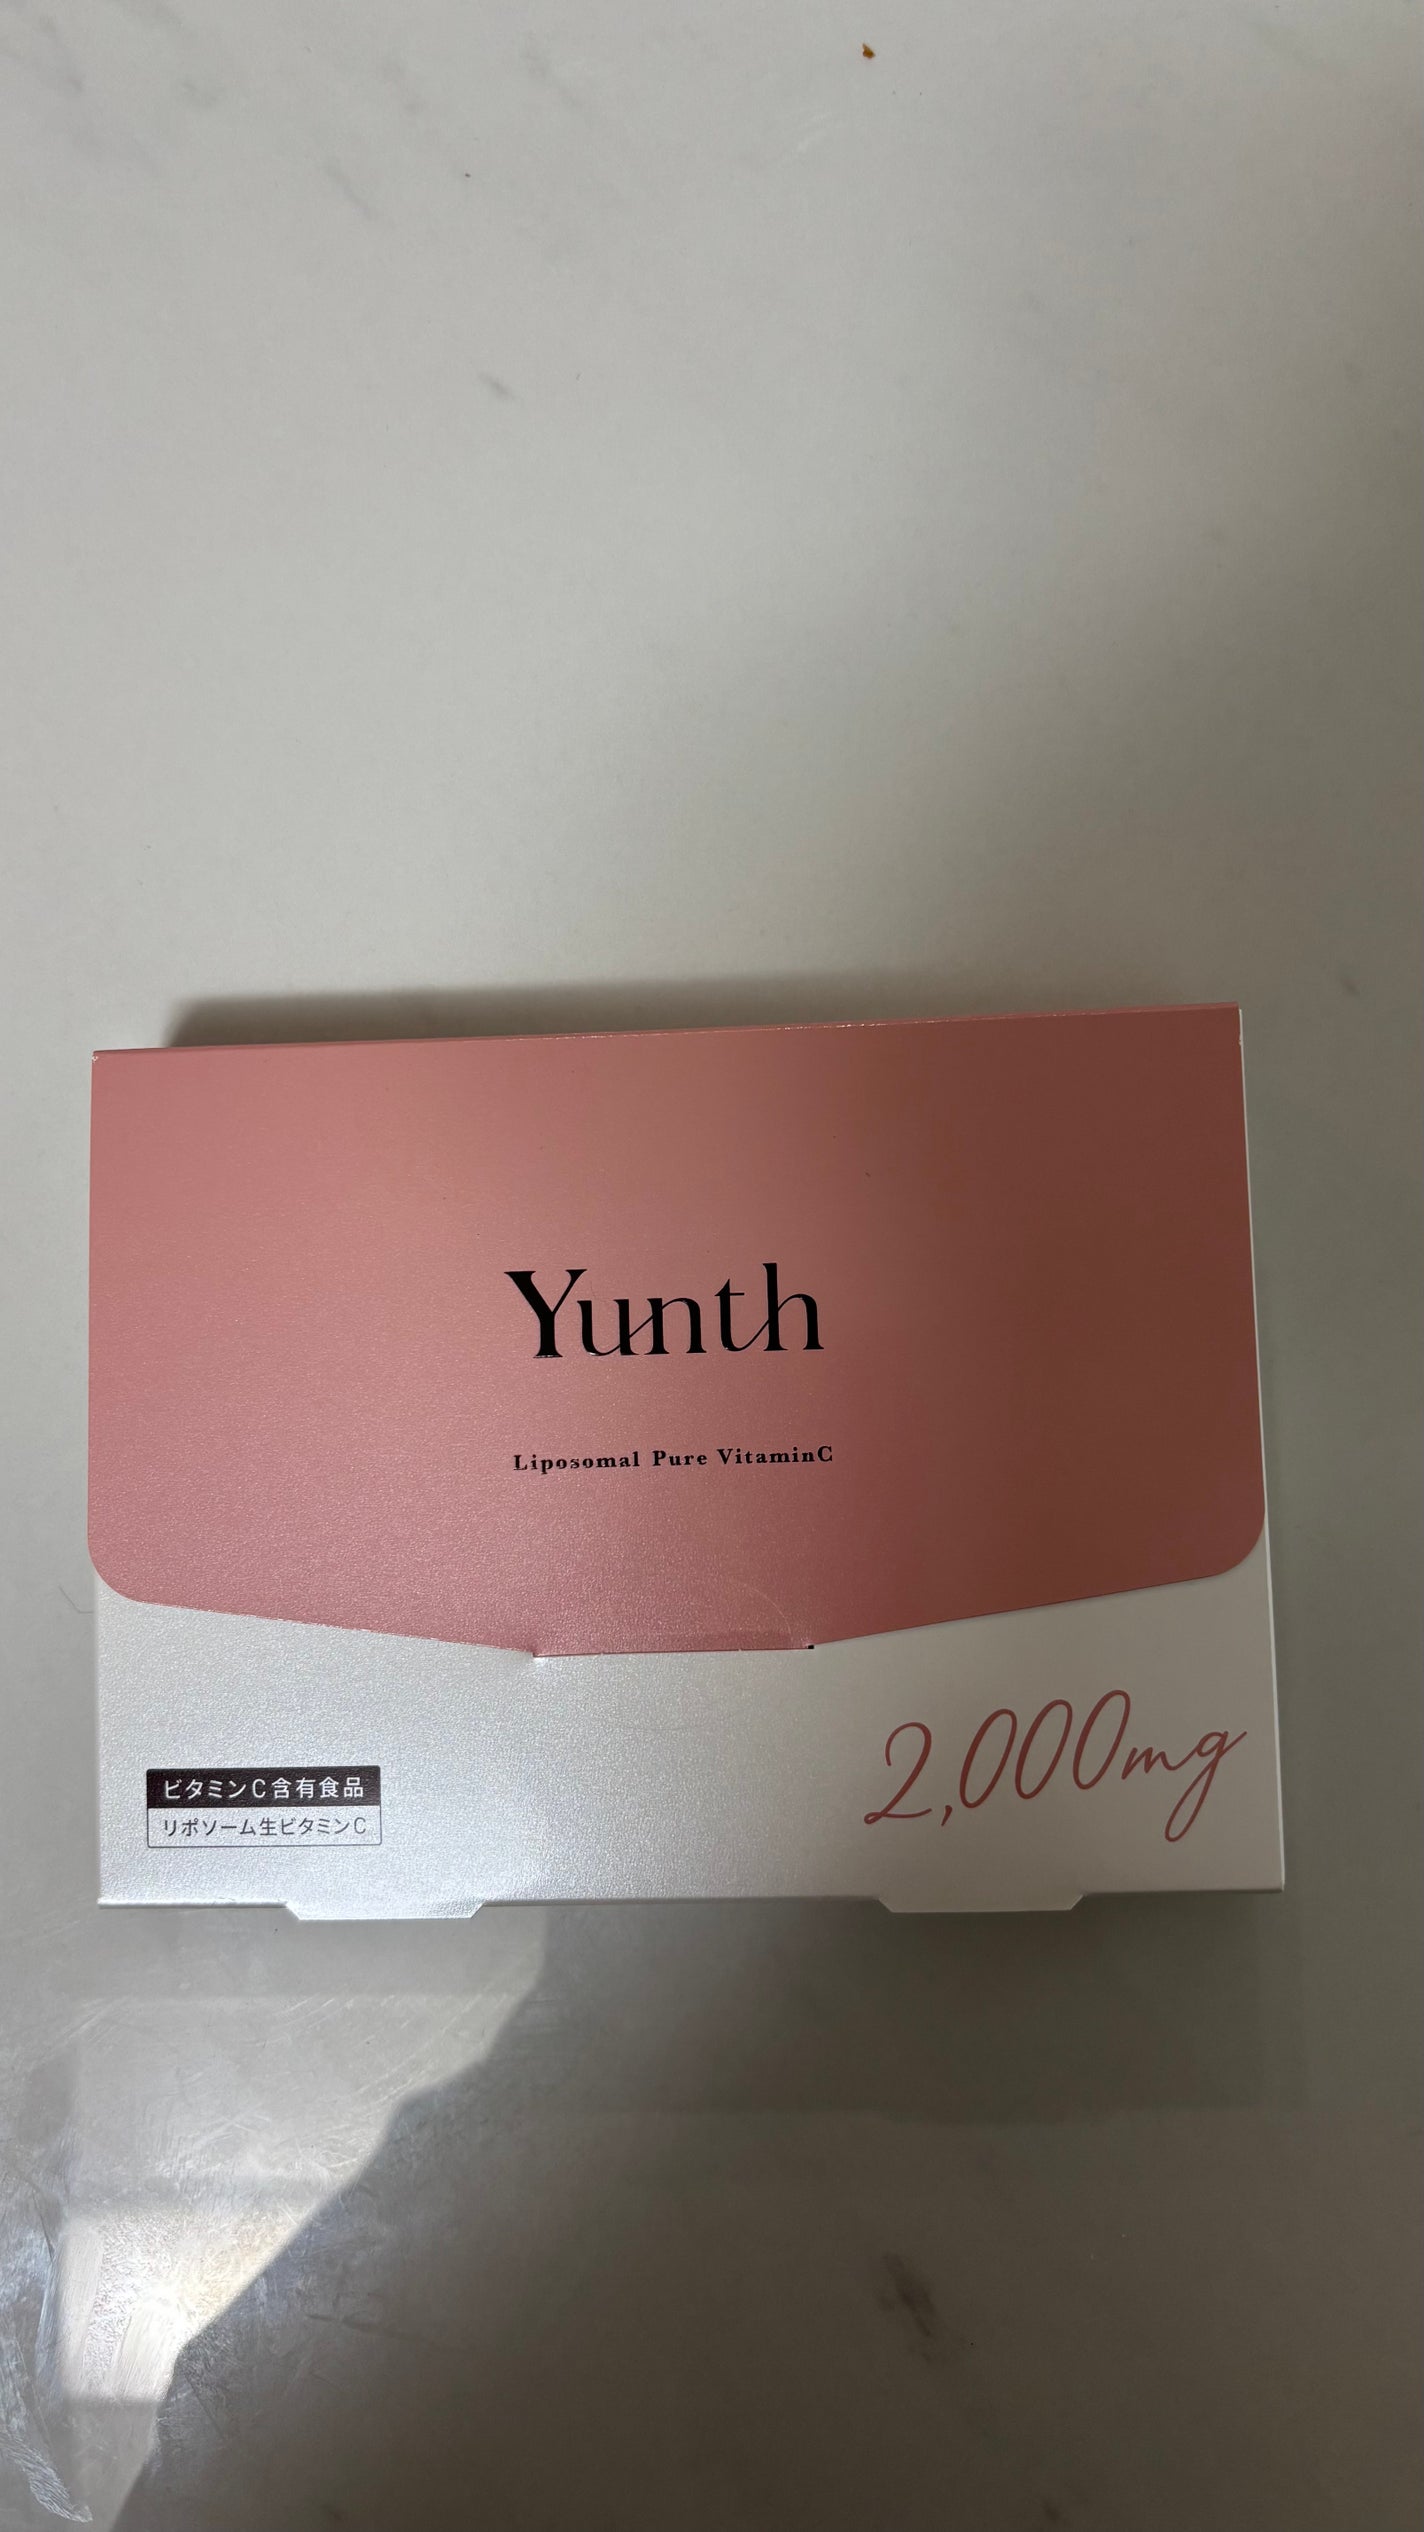 Yunth
Liposomal Pure VitaminC
2,000mg
ビタミンC含有食品
リポソーム生ビタミンC